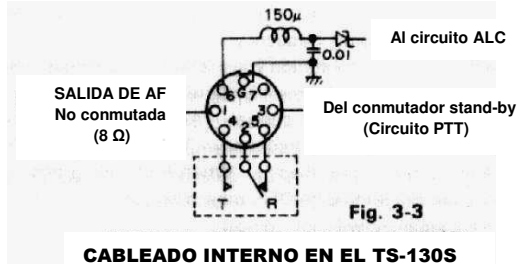 150μ
Al circuito ALC
0.01
SALIDA DE AF
No conmutada
(8 Ω)
6 G 7
1 3
4 2 5
Del conmutador stand-by
(Circuito PTT)
T R
Fig. 3-3
CABLEADO INTERNO EN EL TS-130S